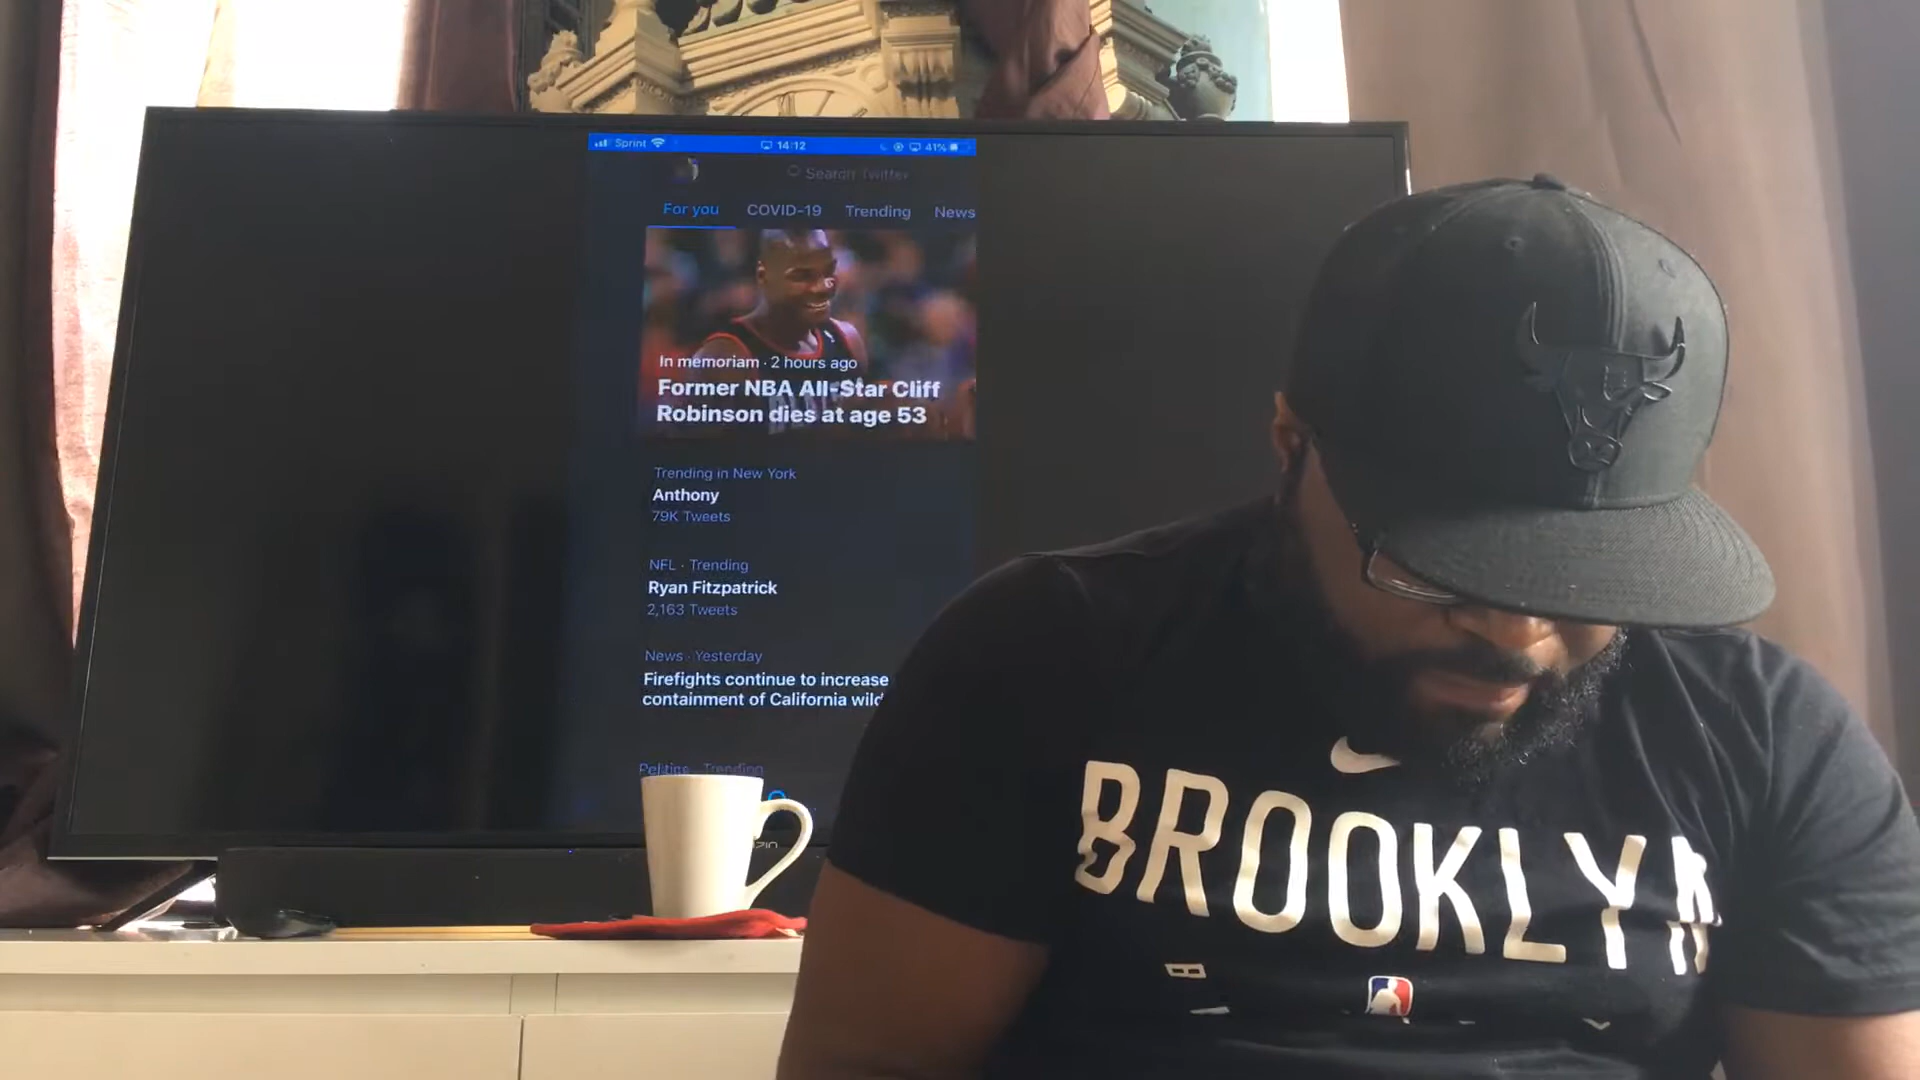 Sprint
14:12
41%
Search Twitter
For you
COVID-19
Trending
News
In memoriam · 2 hours ago
Former NBA All-Star Cliff
Robinson dies at age 53
Trending in New York
Anthony
79K Tweets
NFL · Trending
Ryan Fitzpatrick
2,163 Tweets
News · Yesterday
Firefights continue to increase
containment of California wild
Politics · Trending
BROOKLYN